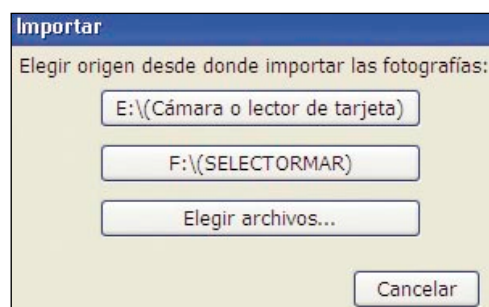 Importar
Elegir origen desde donde importar las fotografías:
E:\(Cámara o lector de tarjeta)
F:\(SELECTORMAR)
Elegir archivos...
Cancelar